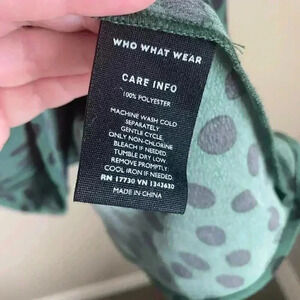 WHO WHAT WEAR
CARE INFO
100% POLYESTER
MACHINE WASH COLD
SEPARATELY
GENTLE CYCLE.
ONLY NON-CHLORINE
BLEACH IF NEEDED.
TUMBLE DRY LOW
REMOVE PROMPTLY.
COOL IRON IF NEEDED.
RN 17730 VN 1243630
MADE IN CHINA